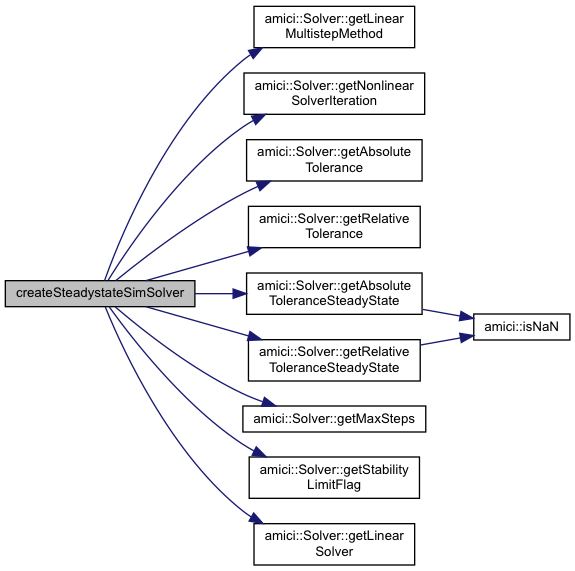 amici::Solver::getLinear
MultistepMethod
amici::Solver::getNonlinear
SolverIteration
amici::Solver::getAbsolute
Tolerance
amici::Solver::getRelative
Tolerance
createSteadystateSimSolver
amici::Solver::getAbsolute
ToleranceSteadyState
amici::isNaN
amici::Solver::getRelative
ToleranceSteadyState
amici::Solver::getMaxSteps
amici::Solver::getStability
LimitFlag
amici::Solver::getLinear
Solver